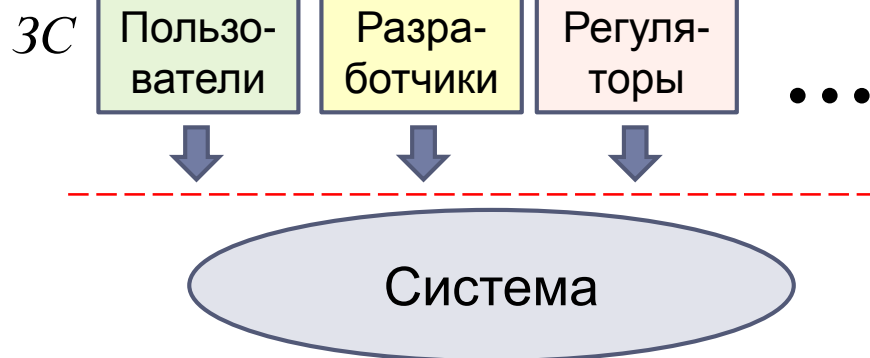 ЗС
Пользо-
ватели
Разра-
ботчики
Регуля-
торы
...
Система